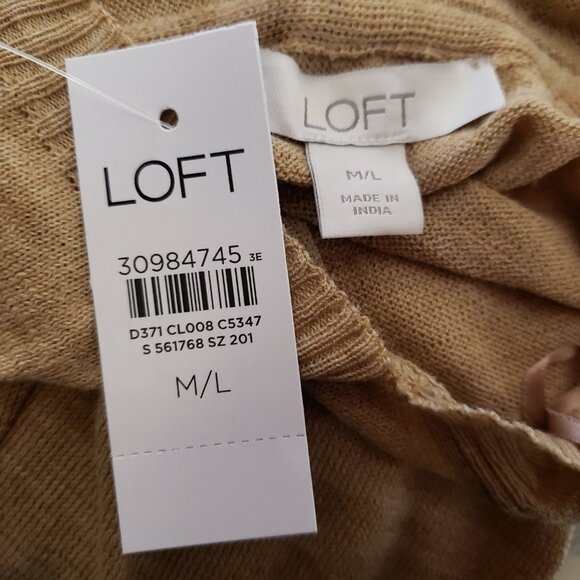 LOFT
30984745 3E
D371 CL008 C5347
S 561768 SZ 201
M/L
LOFT
M/L
MADE IN
INDIA